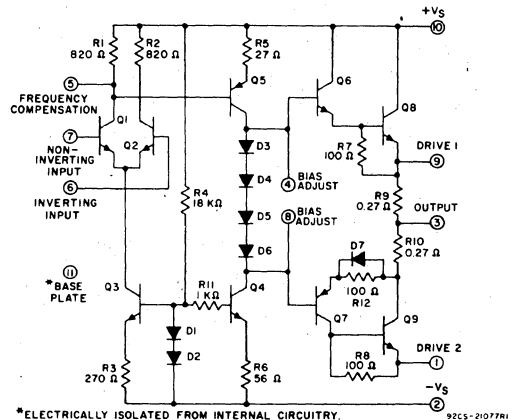 +VS
R1
820 Ω
R2
820 Ω
R5
27 Ω
10
5
FREQUENCY
COMPENSATION
Q5
Q6
Q8
Q1
7
NON-
INVERTING
INPUT
Q2
R7
100
Ω
DRIVE 1
9
6
INVERTING
INPUT
D3
D4
4
BIAS
ADJUST
R9
0.27 Ω
R4
18 KΩ
D5
8
BIAS
ADJUST
OUTPUT
3
D6
R10
0.27 Ω
11
*BASE
PLATE
D7
R11
1 KΩ
Q3
Q4
100 Ω
R12
Q7
Q9
D1
D2
R3
270 Ω
R6
56 Ω
R8
100 Ω
DRIVE 2
1
-VS
2
*ELECTRICALLY ISOLATED FROM INTERNAL CIRCUITRY.
92CS-21077R1